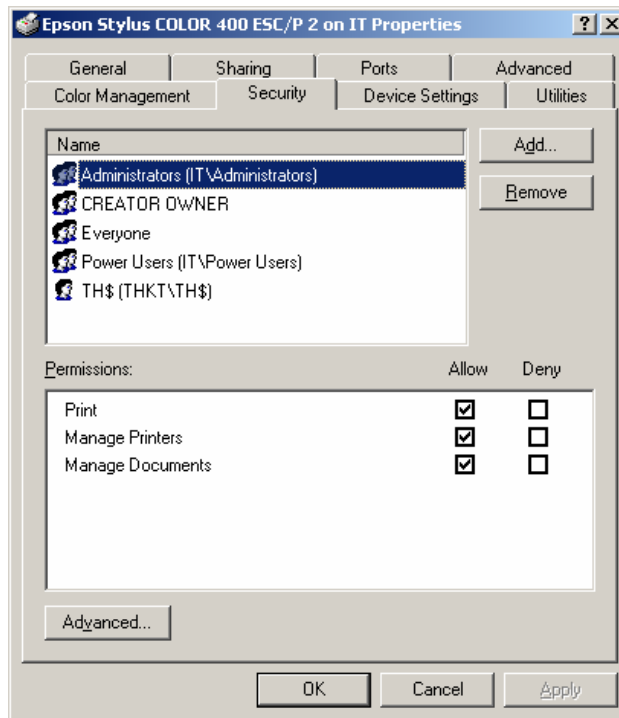 Epson Stylus COLOR 400 ESC/P 2 on IT Properties
General Sharing Ports Advanced
Color Management Security Device Settings Utilities
Name
Administrators (IT\Administrators)
CREATOR OWNER
Everyone
Power Users (IT\Power Users)
TH$ (THKT\TH$)
Add...
Remove
Permissions: Allow Deny
Print
Manage Printers
Manage Documents
Advanced...
OK Cancel Apply